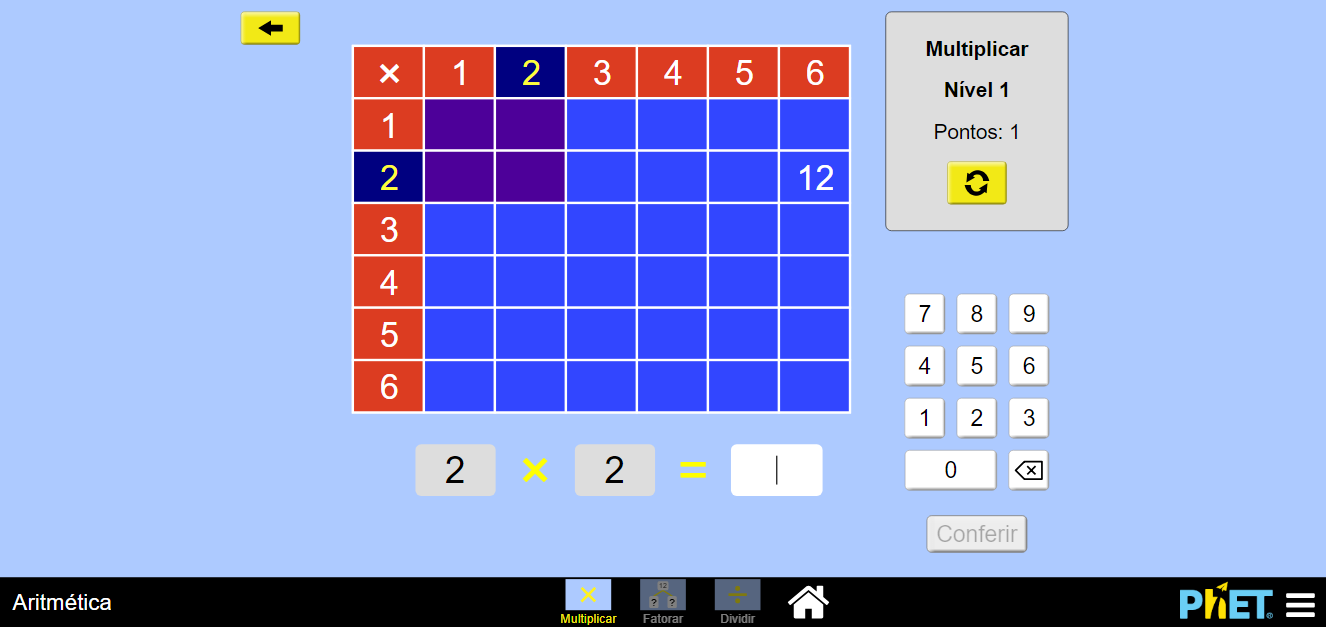 × 1 2 3 4 5 6
1
2 12
3
4
5
6
2 × 2 =
Multiplicar
Nível 1
Pontos: 1
7 8 9
4 5 6
1 2 3
0
Conferir
Aritmética
×
Multiplicar
12
? ?
Fatorar
÷
Dividir
PhET